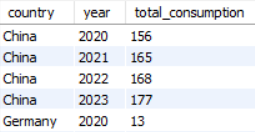 country year total_consumption
China 2020 156
China 2021 165
China 2022 168
China 2023 177
Germany 2020 13